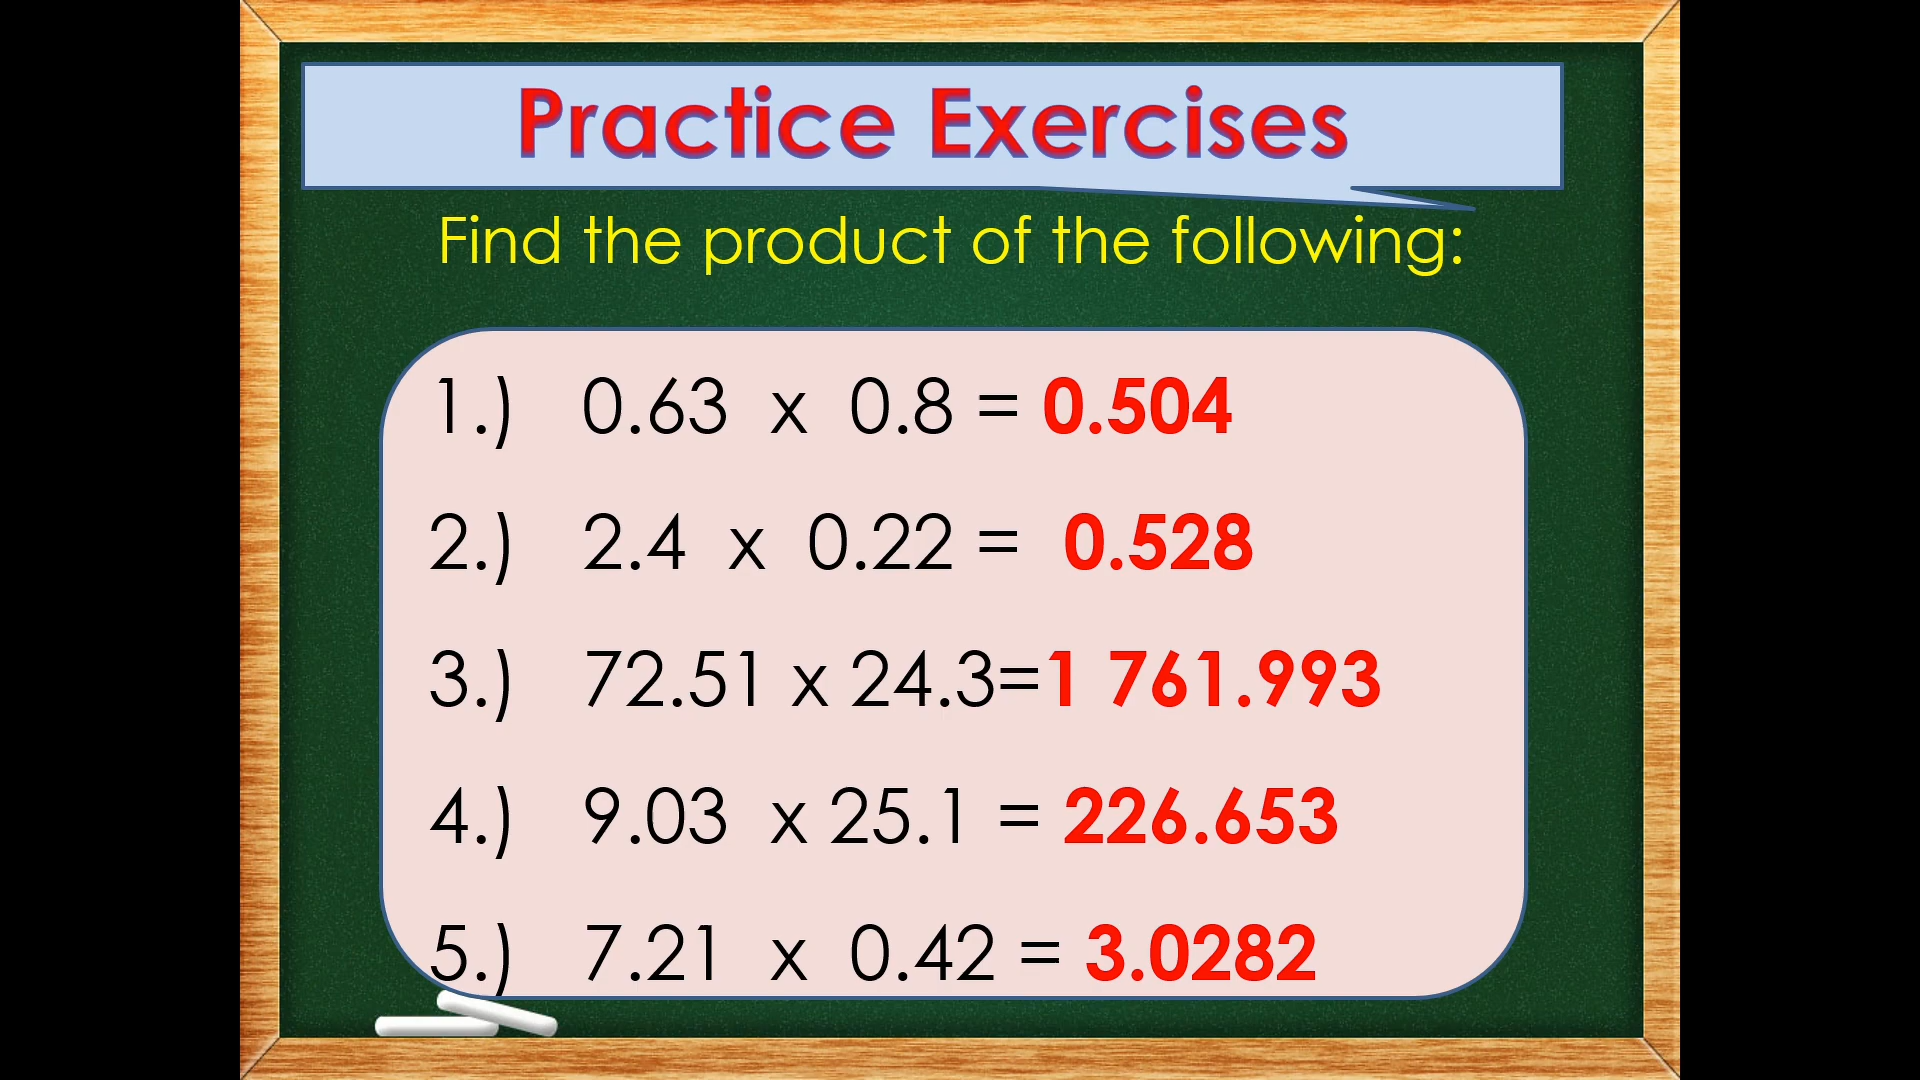 Practice Exercises
Find the product of the following:
1.) 0.63 x 0.8 = 0.504
2.) 2.4 x 0.22 = 0.528
3.) 72.51 x 24.3=1 761.993
4.) 9.03 x 25.1 = 226.653
5.) 7.21 x 0.42 = 3.0282